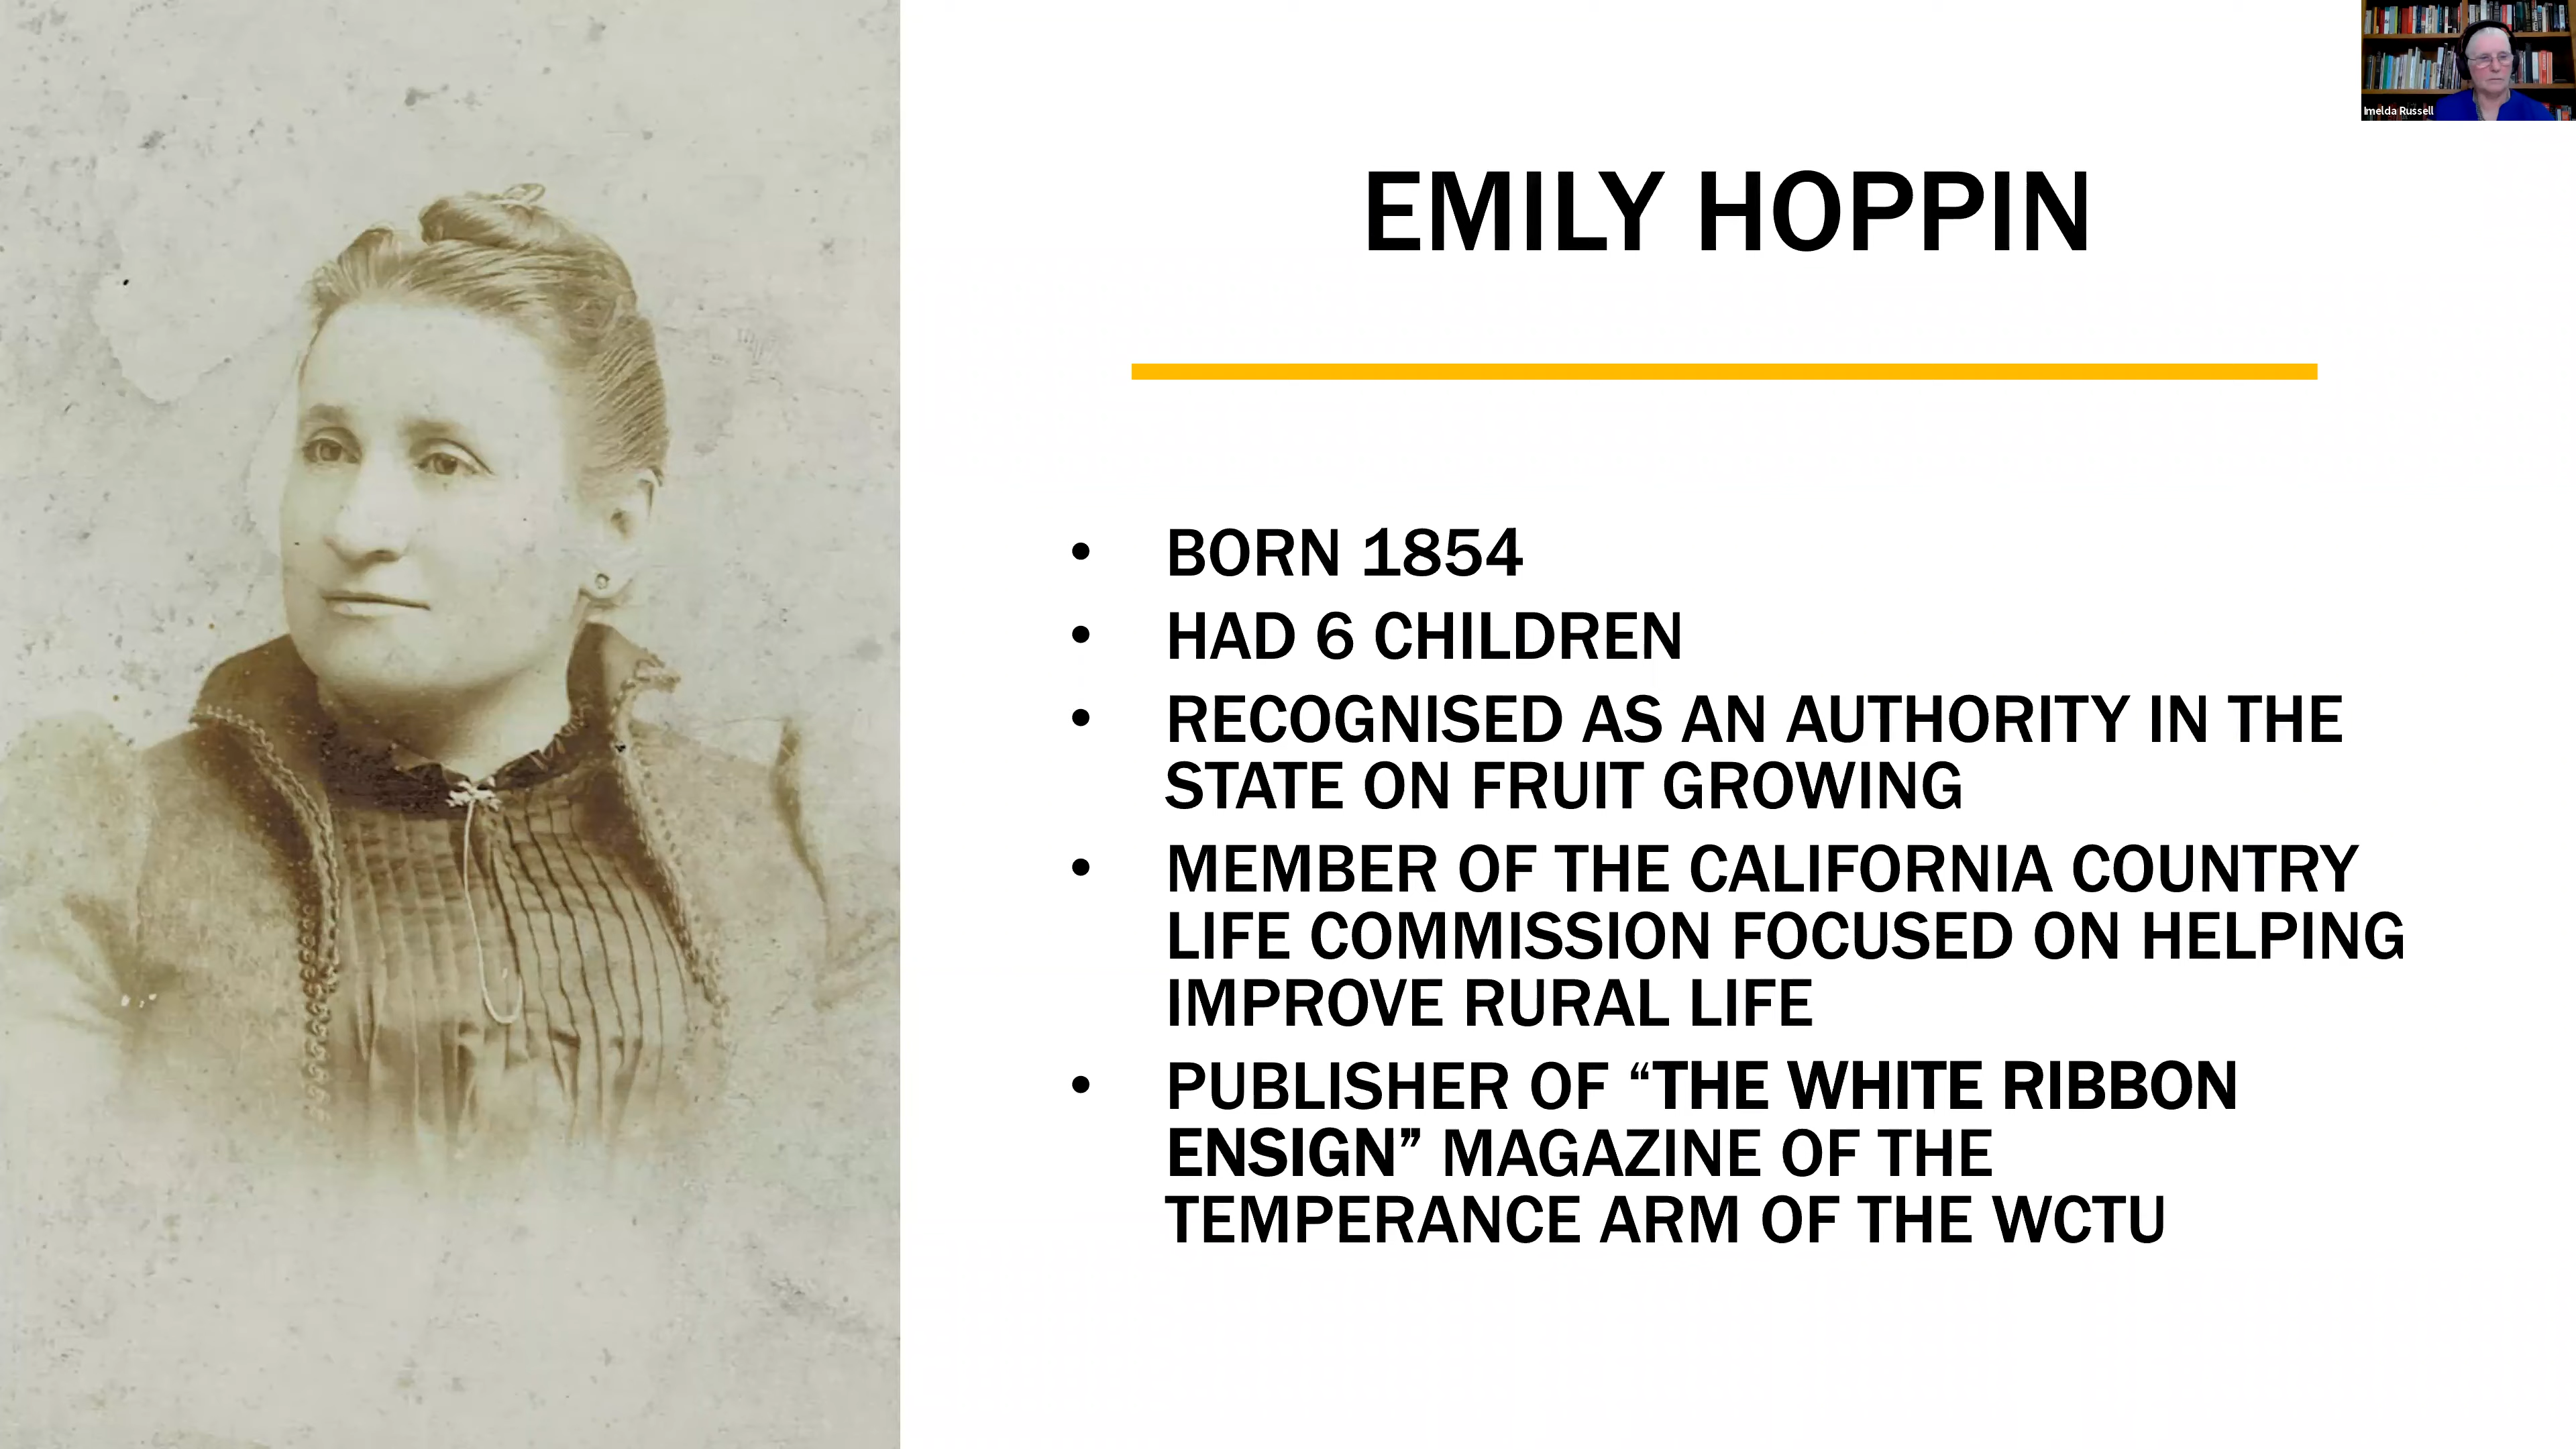 Imelda Russell
EMILY HOPPIN
• BORN 1854
• HAD 6 CHILDREN
• RECOGNISED AS AN AUTHORITY IN THE
STATE ON FRUIT GROWING
• MEMBER OF THE CALIFORNIA COUNTRY
LIFE COMMISSION FOCUSED ON HELPING
IMPROVE RURAL LIFE
• PUBLISHER OF “THE WHITE RIBBON
ENSIGN” MAGAZINE OF THE
TEMPERANCE ARM OF THE WCTU